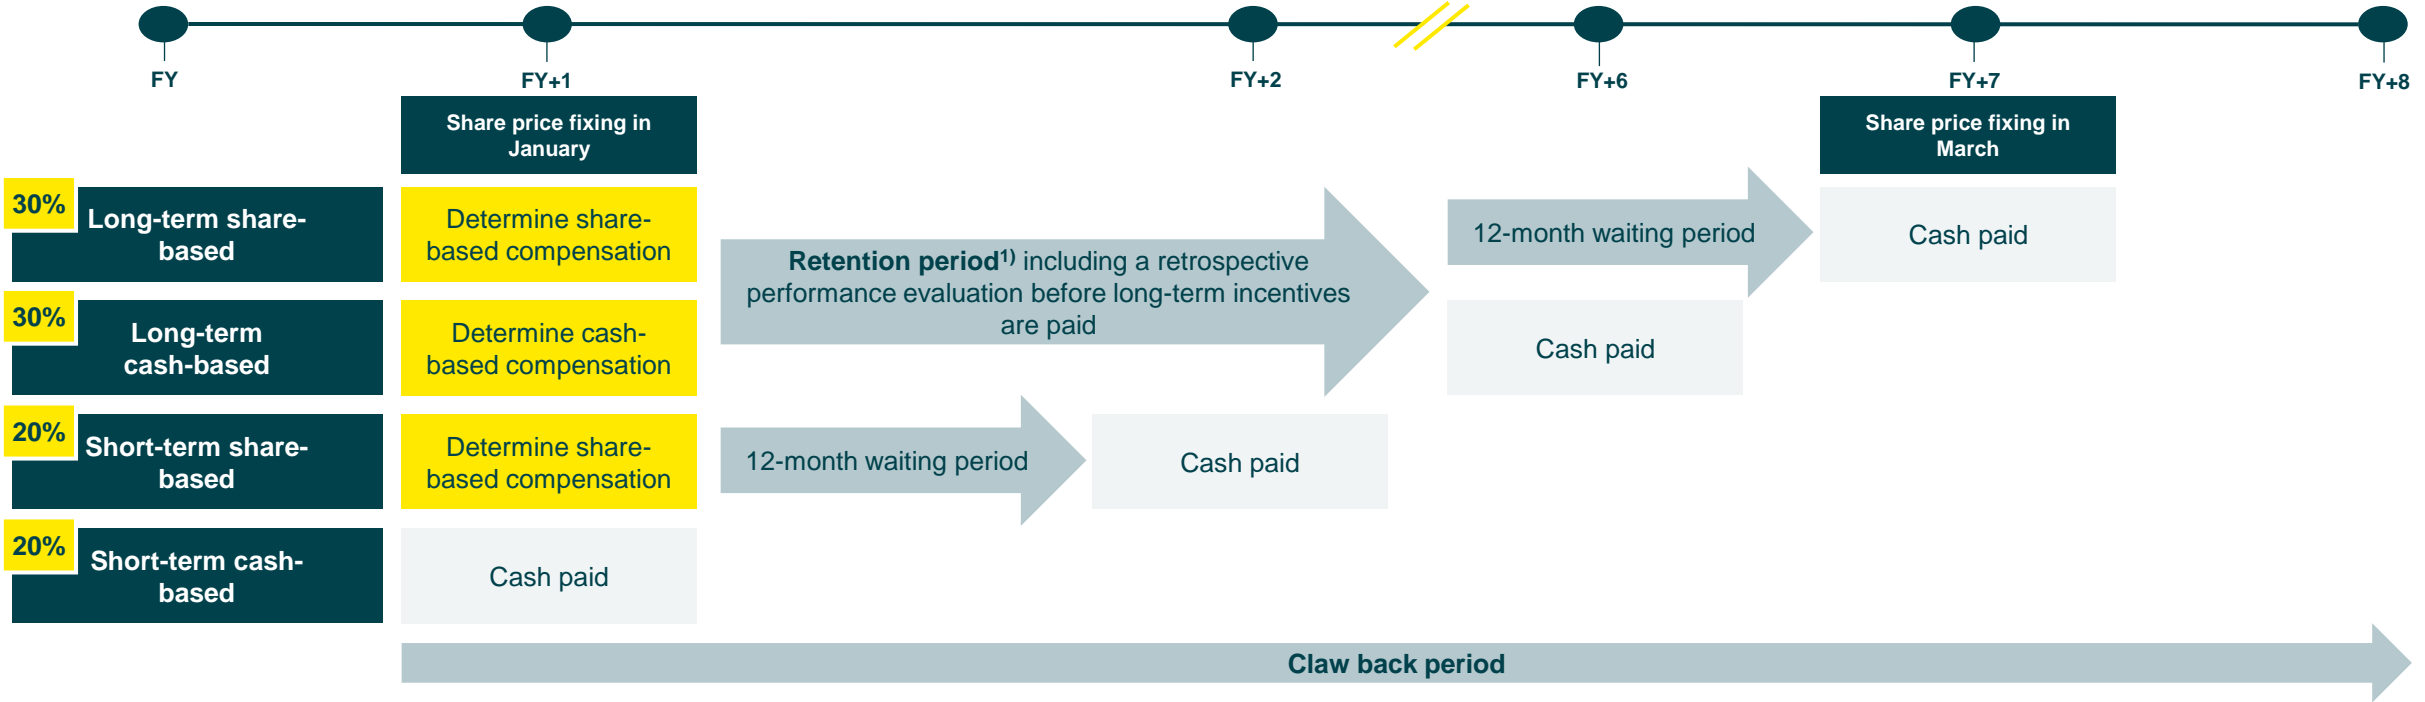 FY
FY+1
FY+2
FY+6
FY+7
FY+8
Share price fixing in
January
Share price fixing in
March
30%
Long-term share-
based
Determine share-
based compensation
Retention period1) including a retrospective
performance evaluation before long-term incentives
are paid
12-month waiting period
Cash paid
30%
Long-term
cash-based
Determine cash-
based compensation
Cash paid
20%
Short-term share-
based
Determine share-
based compensation
12-month waiting period
Cash paid
20%
Short-term cash-
based
Cash paid
Claw back period